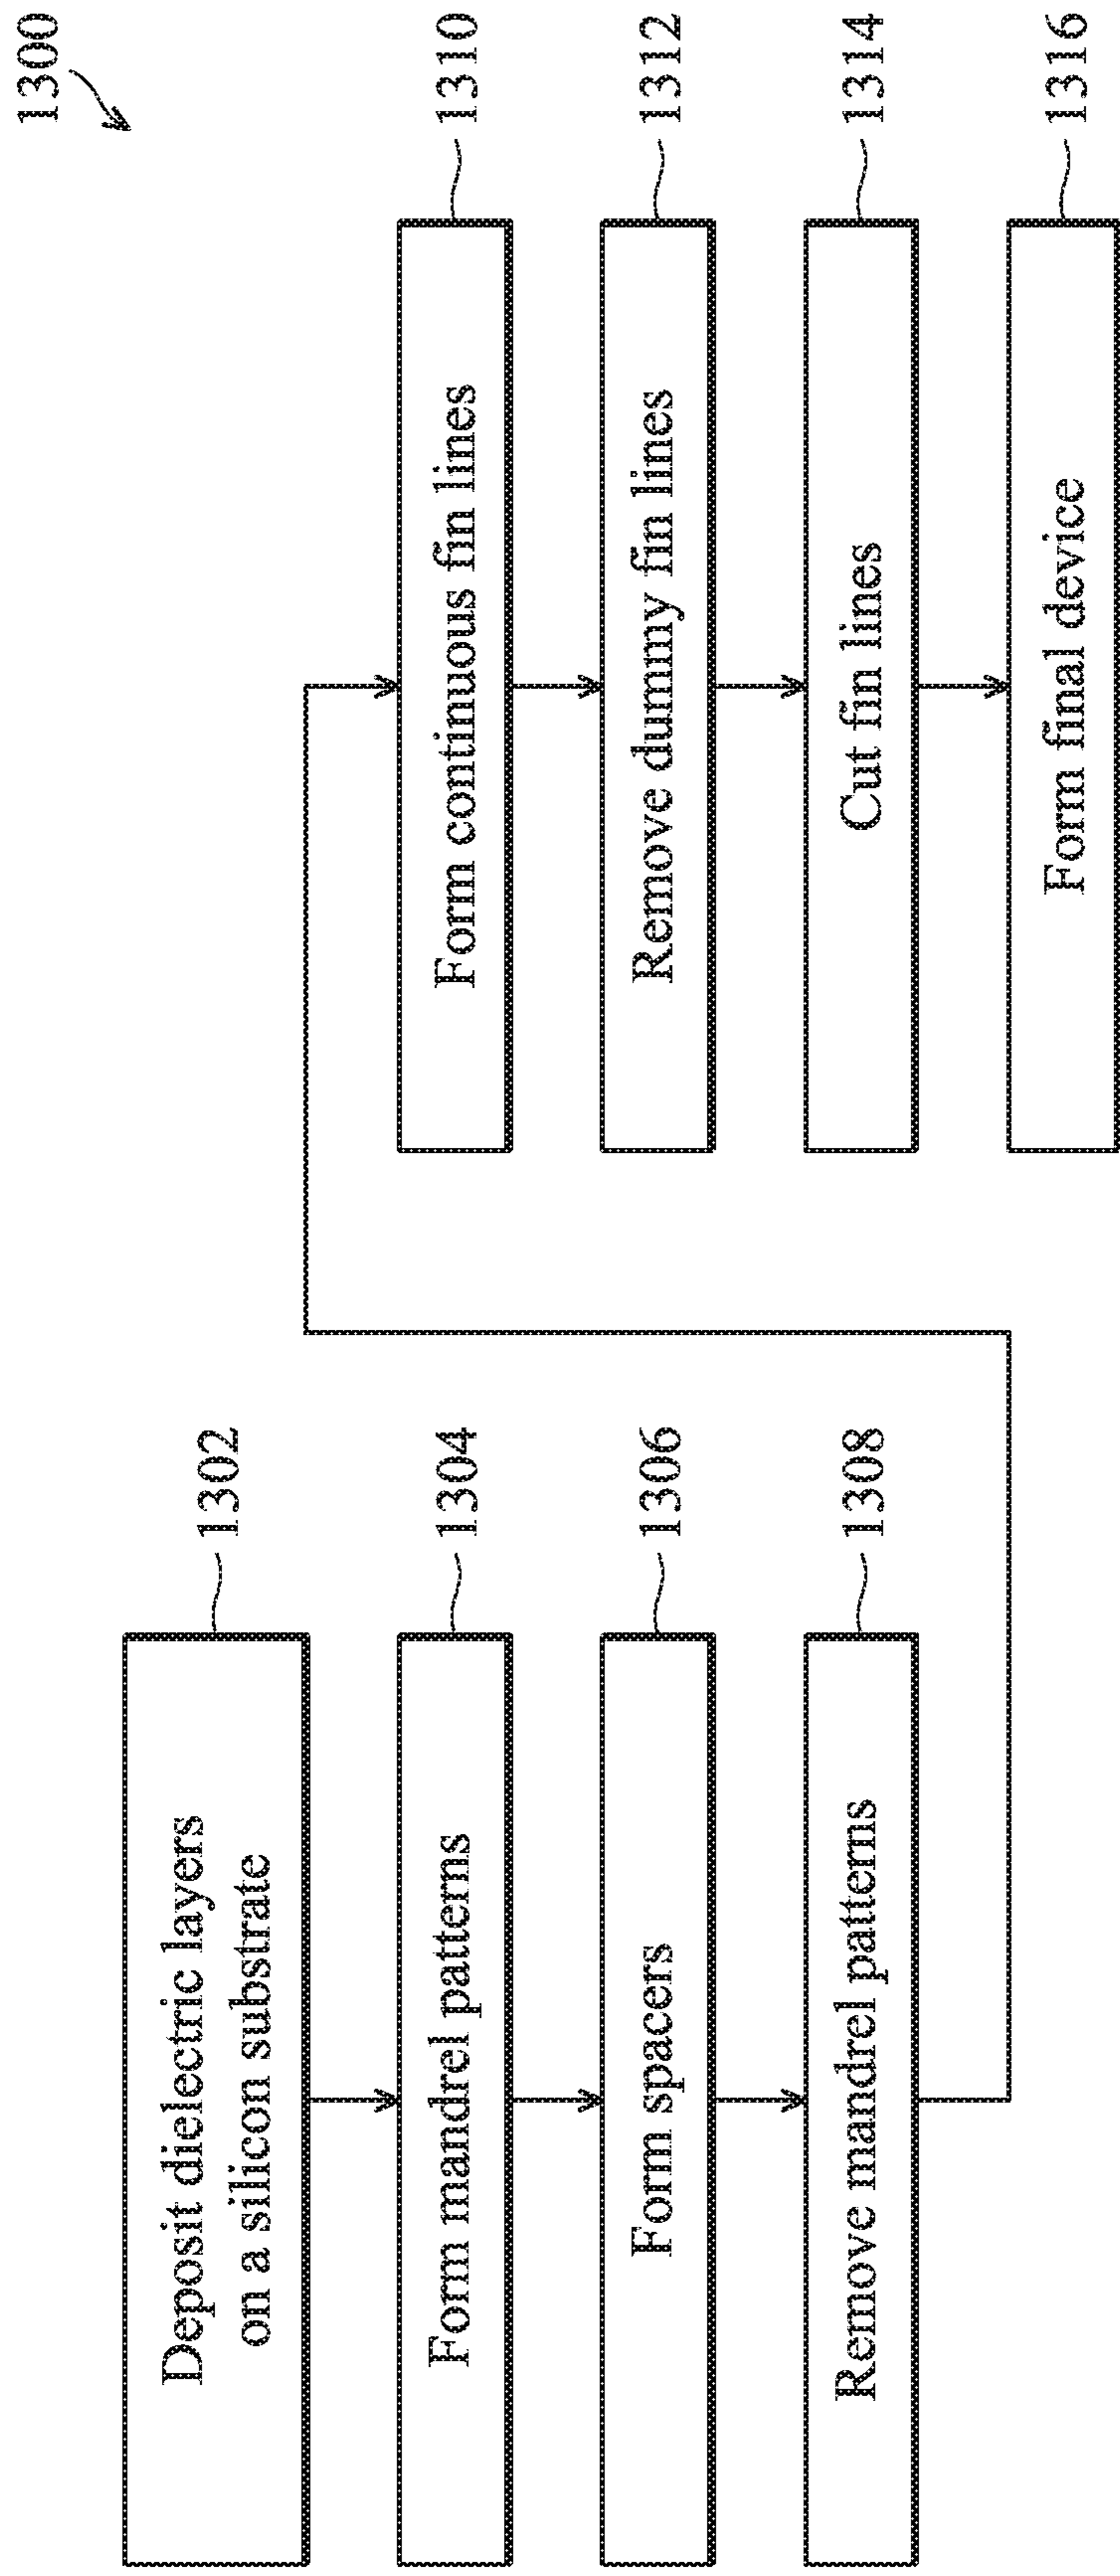 1300
Deposit dielectric layers
on a silicon substrate
1302
Form mandrel patterns
1304
Form spacers
1306
Remove mandrel patterns
1308
Form continuous fin lines
1310
Remove dummy fin lines
1312
Cut fin lines
1314
Form final device
1316